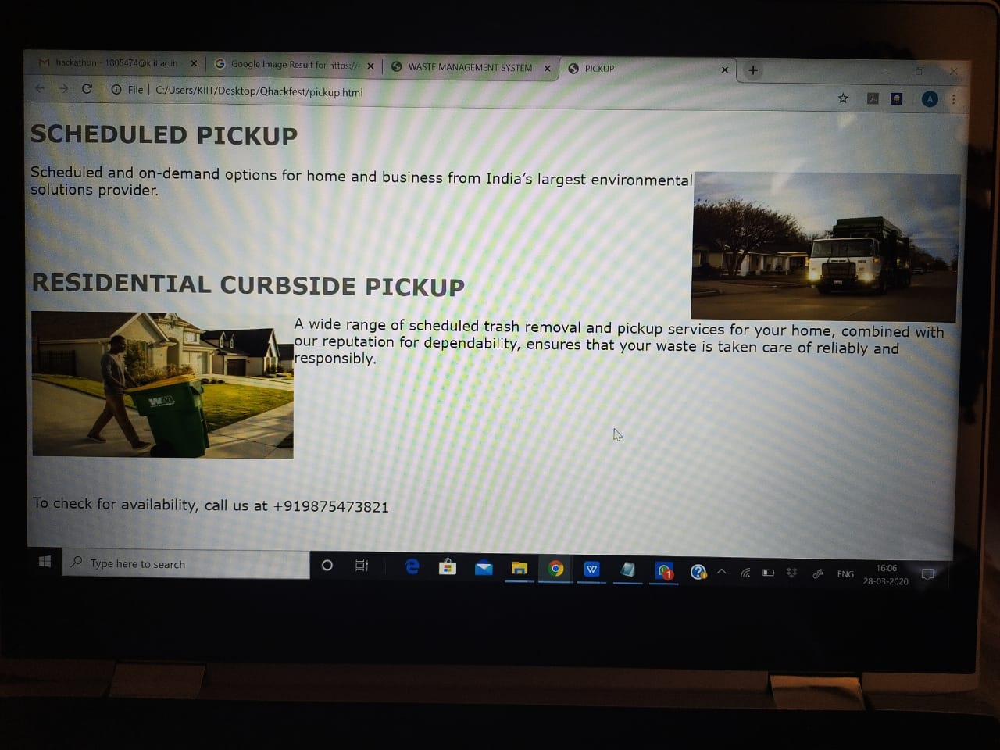 hackathon - 1805474@kiit.ac.in
Google Image Result for https://
WASTE MANAGEMENT SYSTEM
PICKUP
File | C:/Users/KIIT/Desktop/Qhackfest/pickup.html
A
SCHEDULED PICKUP
Scheduled and on-demand options for home and business from India’s largest environmental
solutions provider.
RESIDENTIAL CURBSIDE PICKUP
A wide range of scheduled trash removal and pickup services for your home, combined with
our reputation for dependability, ensures that your waste is taken care of reliably and
responsibly.
WM
To check for availability, call us at +919875473821
Type here to search
W
1
ENG
16:06
28-03-2020